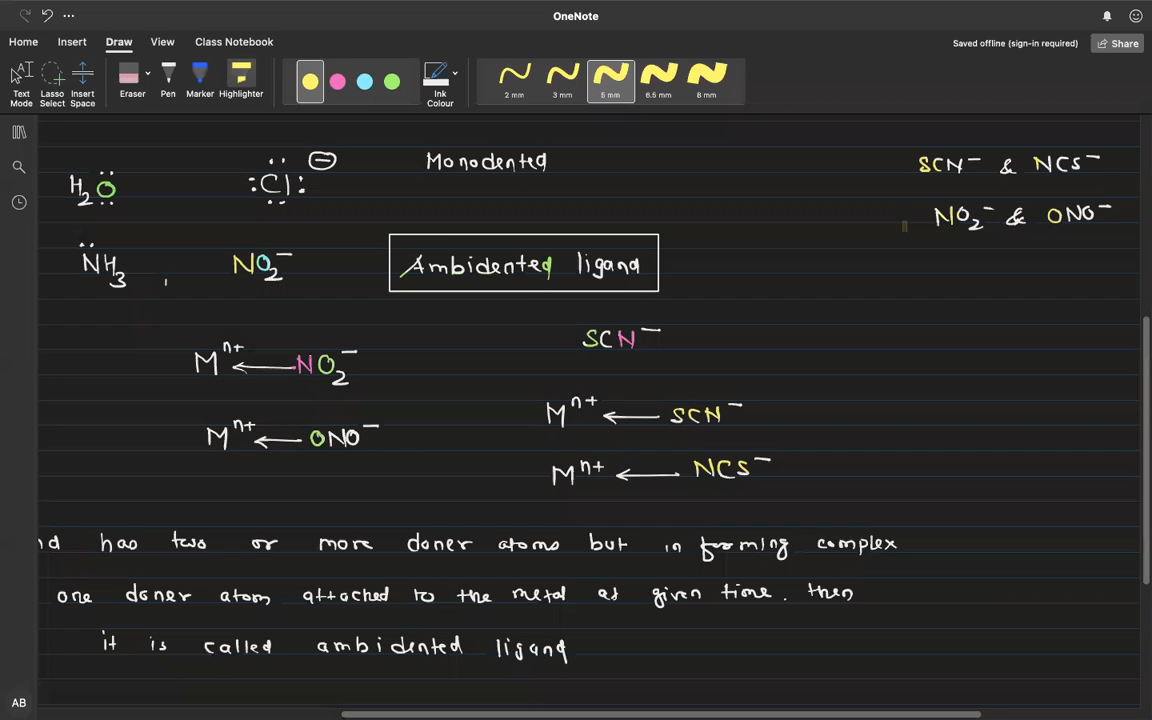 OneNote
Home Insert Draw View Class Notebook
Saved offline (sign-in required) Share
Text Mode
Lasso Select
Insert Space
Eraser
Pen
Marker
Highlighter
Ink Colour
2 mm 3 mm 5 mm 6.5 mm 8 mm
H2O :Cl: ⊖ Monodented
SCN⁻ & NCS⁻
NO2⁻ & ONO⁻
NH3 , NO2⁻ Ambidented ligand
SCN⁻
Mⁿ⁺ ← NO2⁻
Mⁿ⁺ ← SCN⁻
Mⁿ⁺ ← ONO⁻
Mⁿ⁺ ← NCS⁻
nd has two or more doner atoms but in forming complex
one doner atom attached to the metal at given time. then
it is called ambidented ligand
AB